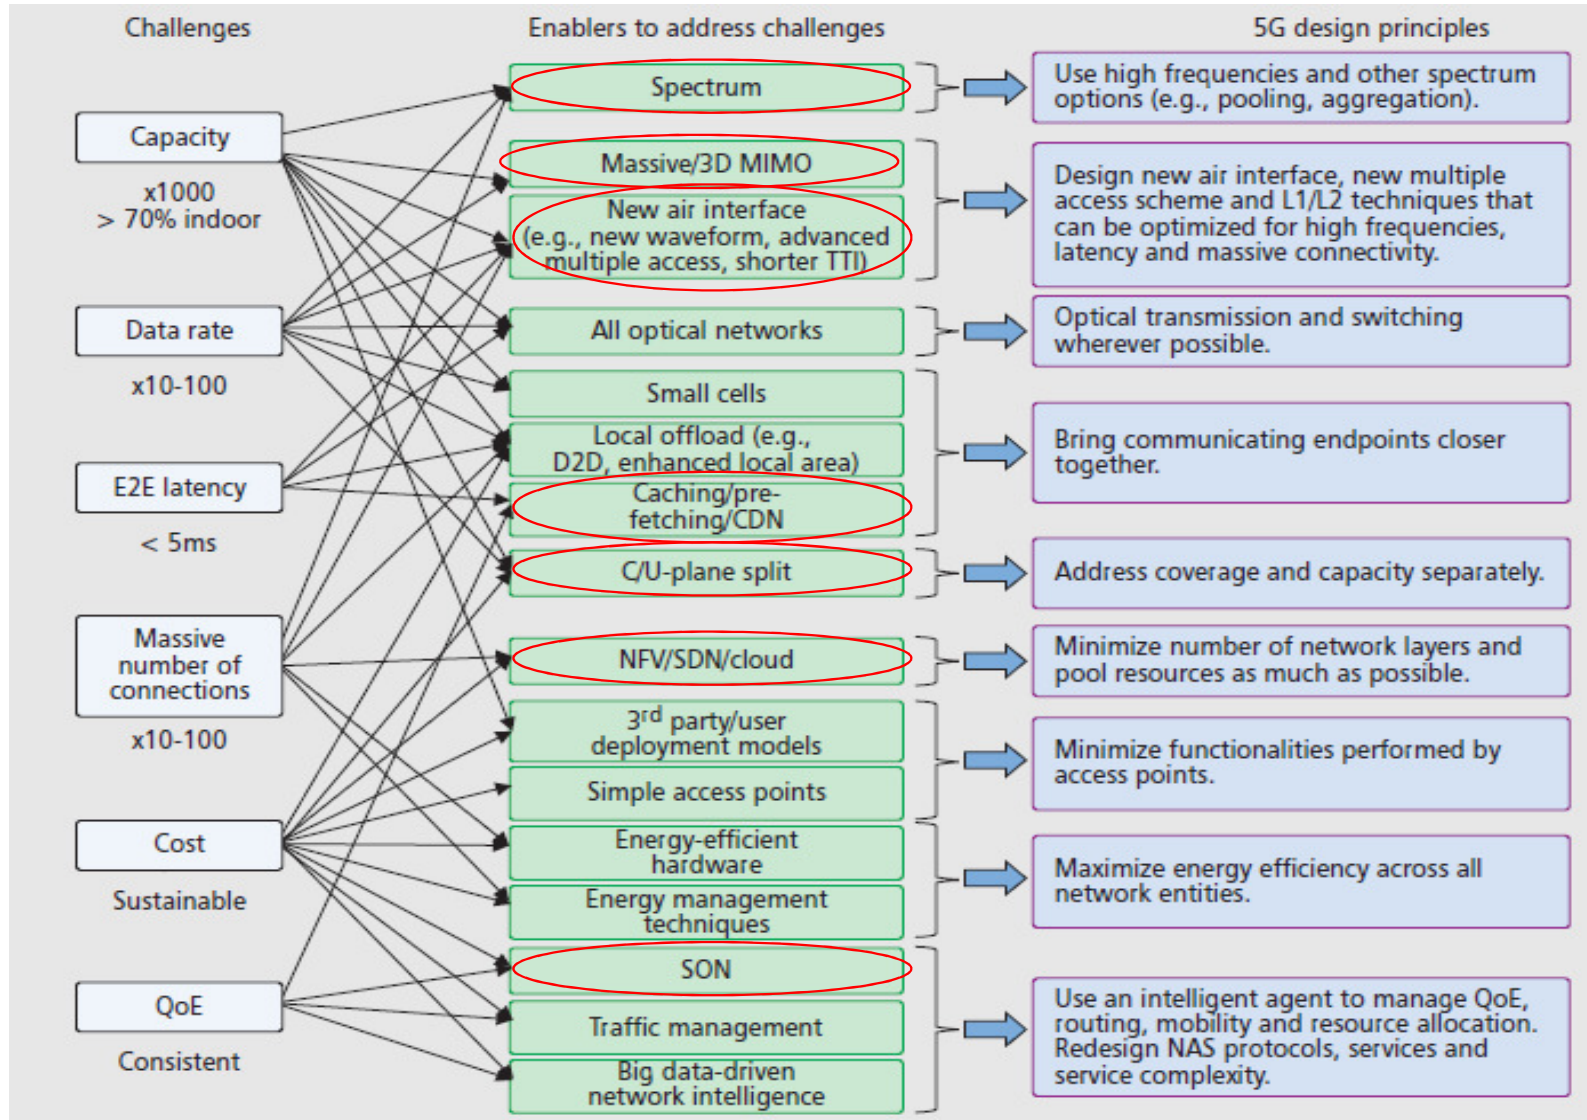 Challenges
Enablers to address challenges
5G design principles
Capacity
x1000
> 70% indoor
Data rate
x10-100
E2E latency
< 5ms
Massive
number of
connections
x10-100
Cost
Sustainable
QoE
Consistent
Spectrum
Massive/3D MIMO
New air interface
(e.g., new waveform, advanced
multiple access, shorter TTI)
All optical networks
Small cells
Local offload (e.g.,
D2D, enhanced local area)
Caching/pre-
fetching/CDN
C/U-plane split
NFV/SDN/cloud
3rd party/user
deployment models
Simple access points
Energy-efficient
hardware
Energy management
techniques
SON
Traffic management
Big data-driven
network intelligence
Use high frequencies and other spectrum
options (e.g., pooling, aggregation).
Design new air interface, new multiple
access scheme and L1/L2 techniques that
can be optimized for high frequencies,
latency and massive connectivity.
Optical transmission and switching
wherever possible.
Bring communicating endpoints closer
together.
Address coverage and capacity separately.
Minimize number of network layers and
pool resources as much as possible.
Minimize functionalities performed by
access points.
Maximize energy efficiency across all
network entities.
Use an intelligent agent to manage QoE,
routing, mobility and resource allocation.
Redesign NAS protocols, services and
service complexity.